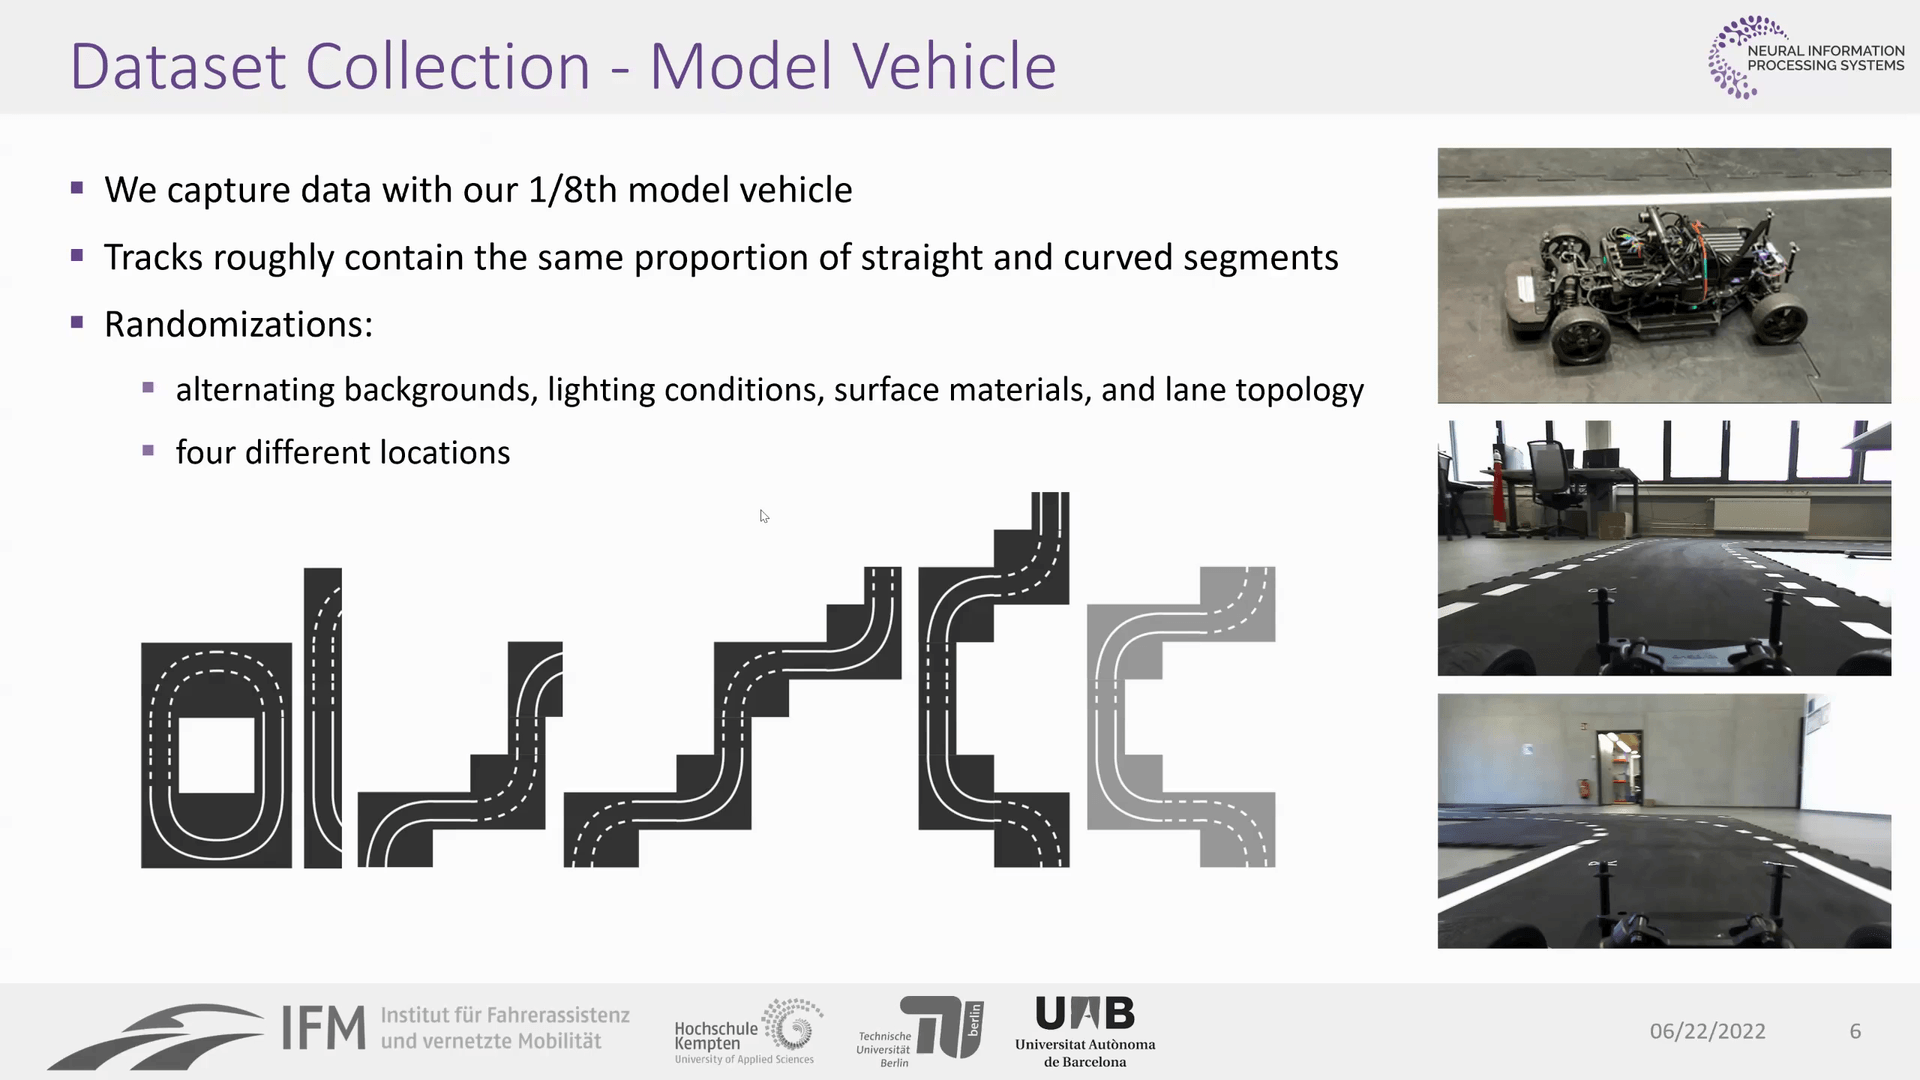 Dataset Collection - Model Vehicle
NEURAL INFORMATION
PROCESSING SYSTEMS
We capture data with our 1/8th model vehicle
Tracks roughly contain the same proportion of straight and curved segments
Randomizations:
alternating backgrounds, lighting conditions, surface materials, and lane topology
four different locations
IFM
Institut für Fahrerassistenz
und vernetzte Mobilität
Hochschule
Kempten
University of Applied Sciences
Technische
Universität
Berlin
berlin
UAB
Universitat Autònoma
de Barcelona
06/22/2022
6